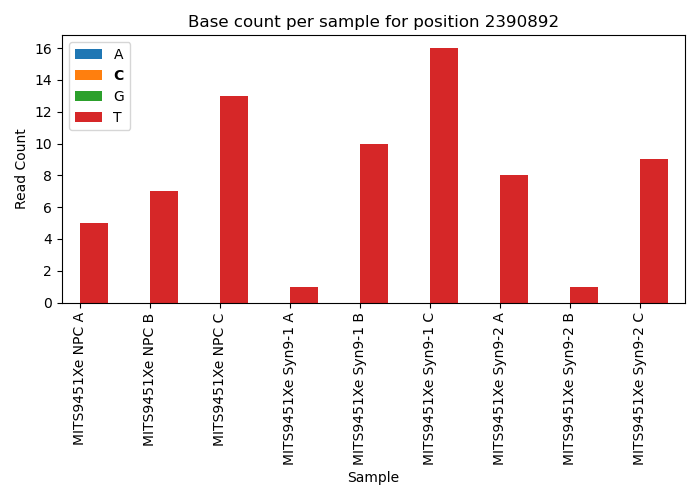 Base count per sample for position 2390892
A
C
G
T
Read Count
16
14
12
10
8
6
4
2
0
MITS9451Xe NPC A
MITS9451Xe NPC B
MITS9451Xe NPC C
MITS9451Xe Syn9-1 A
MITS9451Xe Syn9-1 B
MITS9451Xe Syn9-1 C
MITS9451Xe Syn9-2 A
MITS9451Xe Syn9-2 B
MITS9451Xe Syn9-2 C
Sample